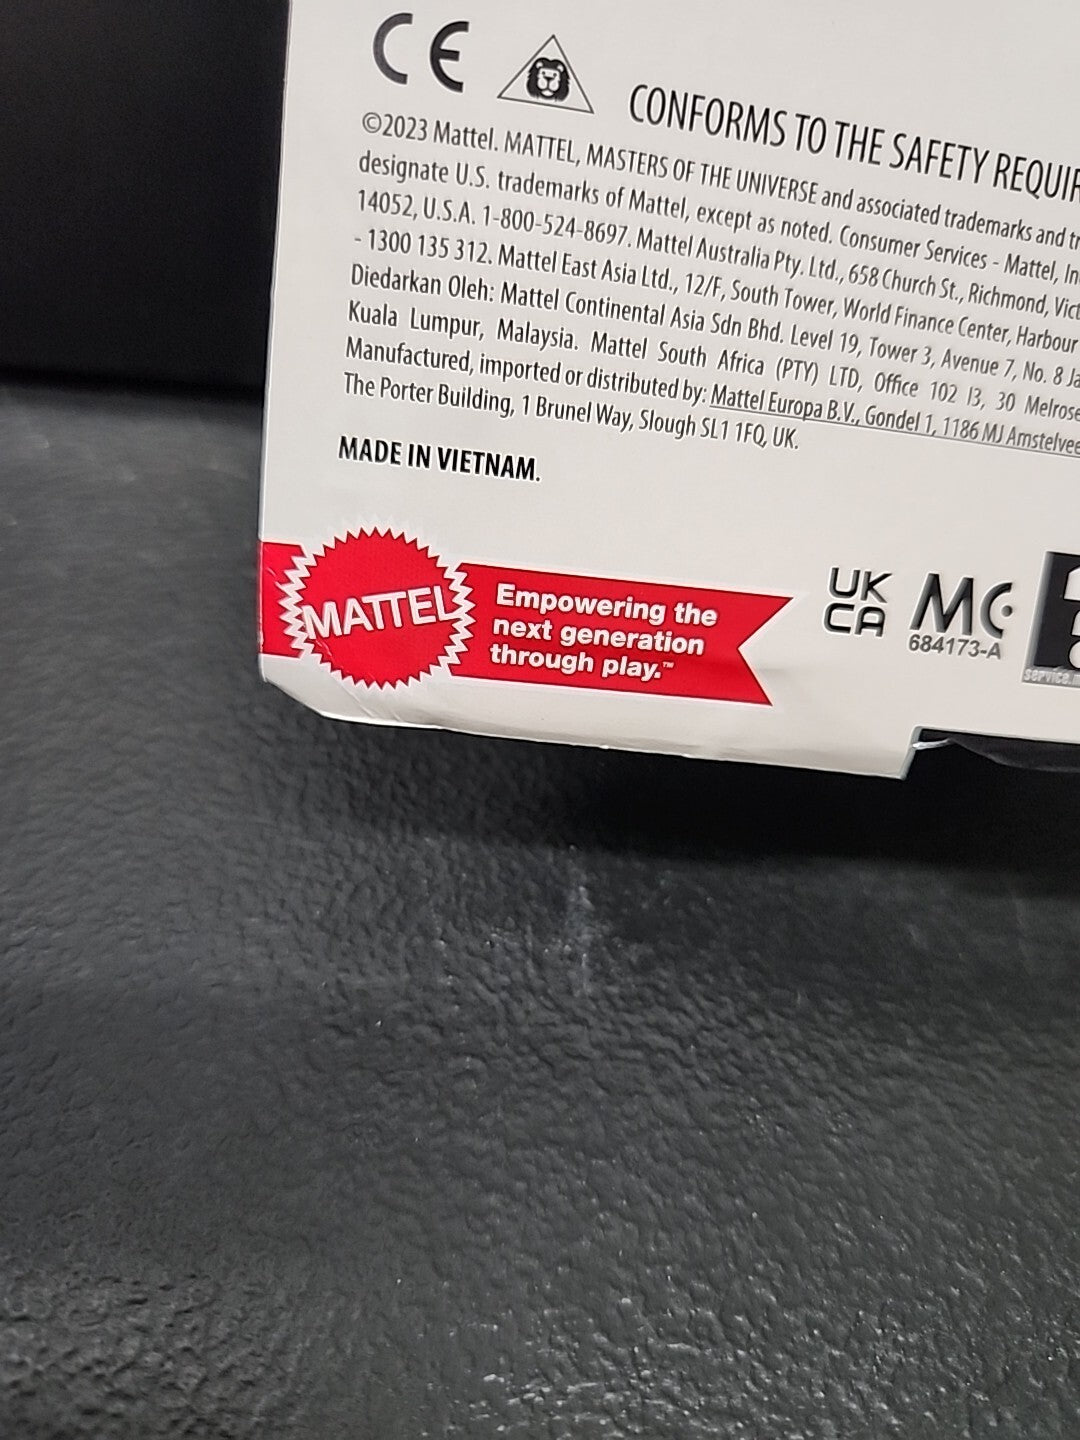 CE
CONFORMS TO THE SAFETY
©2023 Mattel. MATTEL, MASTERS OF THE UNIVERSE and associated trademarks and
designate U.S. trademarks of Mattel, except as noted. Consumer Services - Mattel,
14052, U.S.A. 1-800-524-8697. Mattel Australia Pty. Ltd., 658 Church St., Richmond,
- 1300 135 312. Mattel East Asia Ltd., 12/F, South Tower, World Finance Center, Harbour
Diedarkan Oleh: Mattel Continental Asia Sdn Bhd. Level 19, Tower 3, Avenue 7, No. 8
Kuala Lumpur, Malaysia. Mattel South Africa (PTY) LTD, Office 102 I3, 30 Melrose
Manufactured, imported or distributed by: Mattel Europa B.V., Gondel 1, 1186 MJ
The Porter Building, 1 Brunel Way, Slough SL1 1FQ, UK.
MADE IN VIETNAM.
MATTEL
Empowering the
next generation
through play.™
UK
CA
MC
684173-A